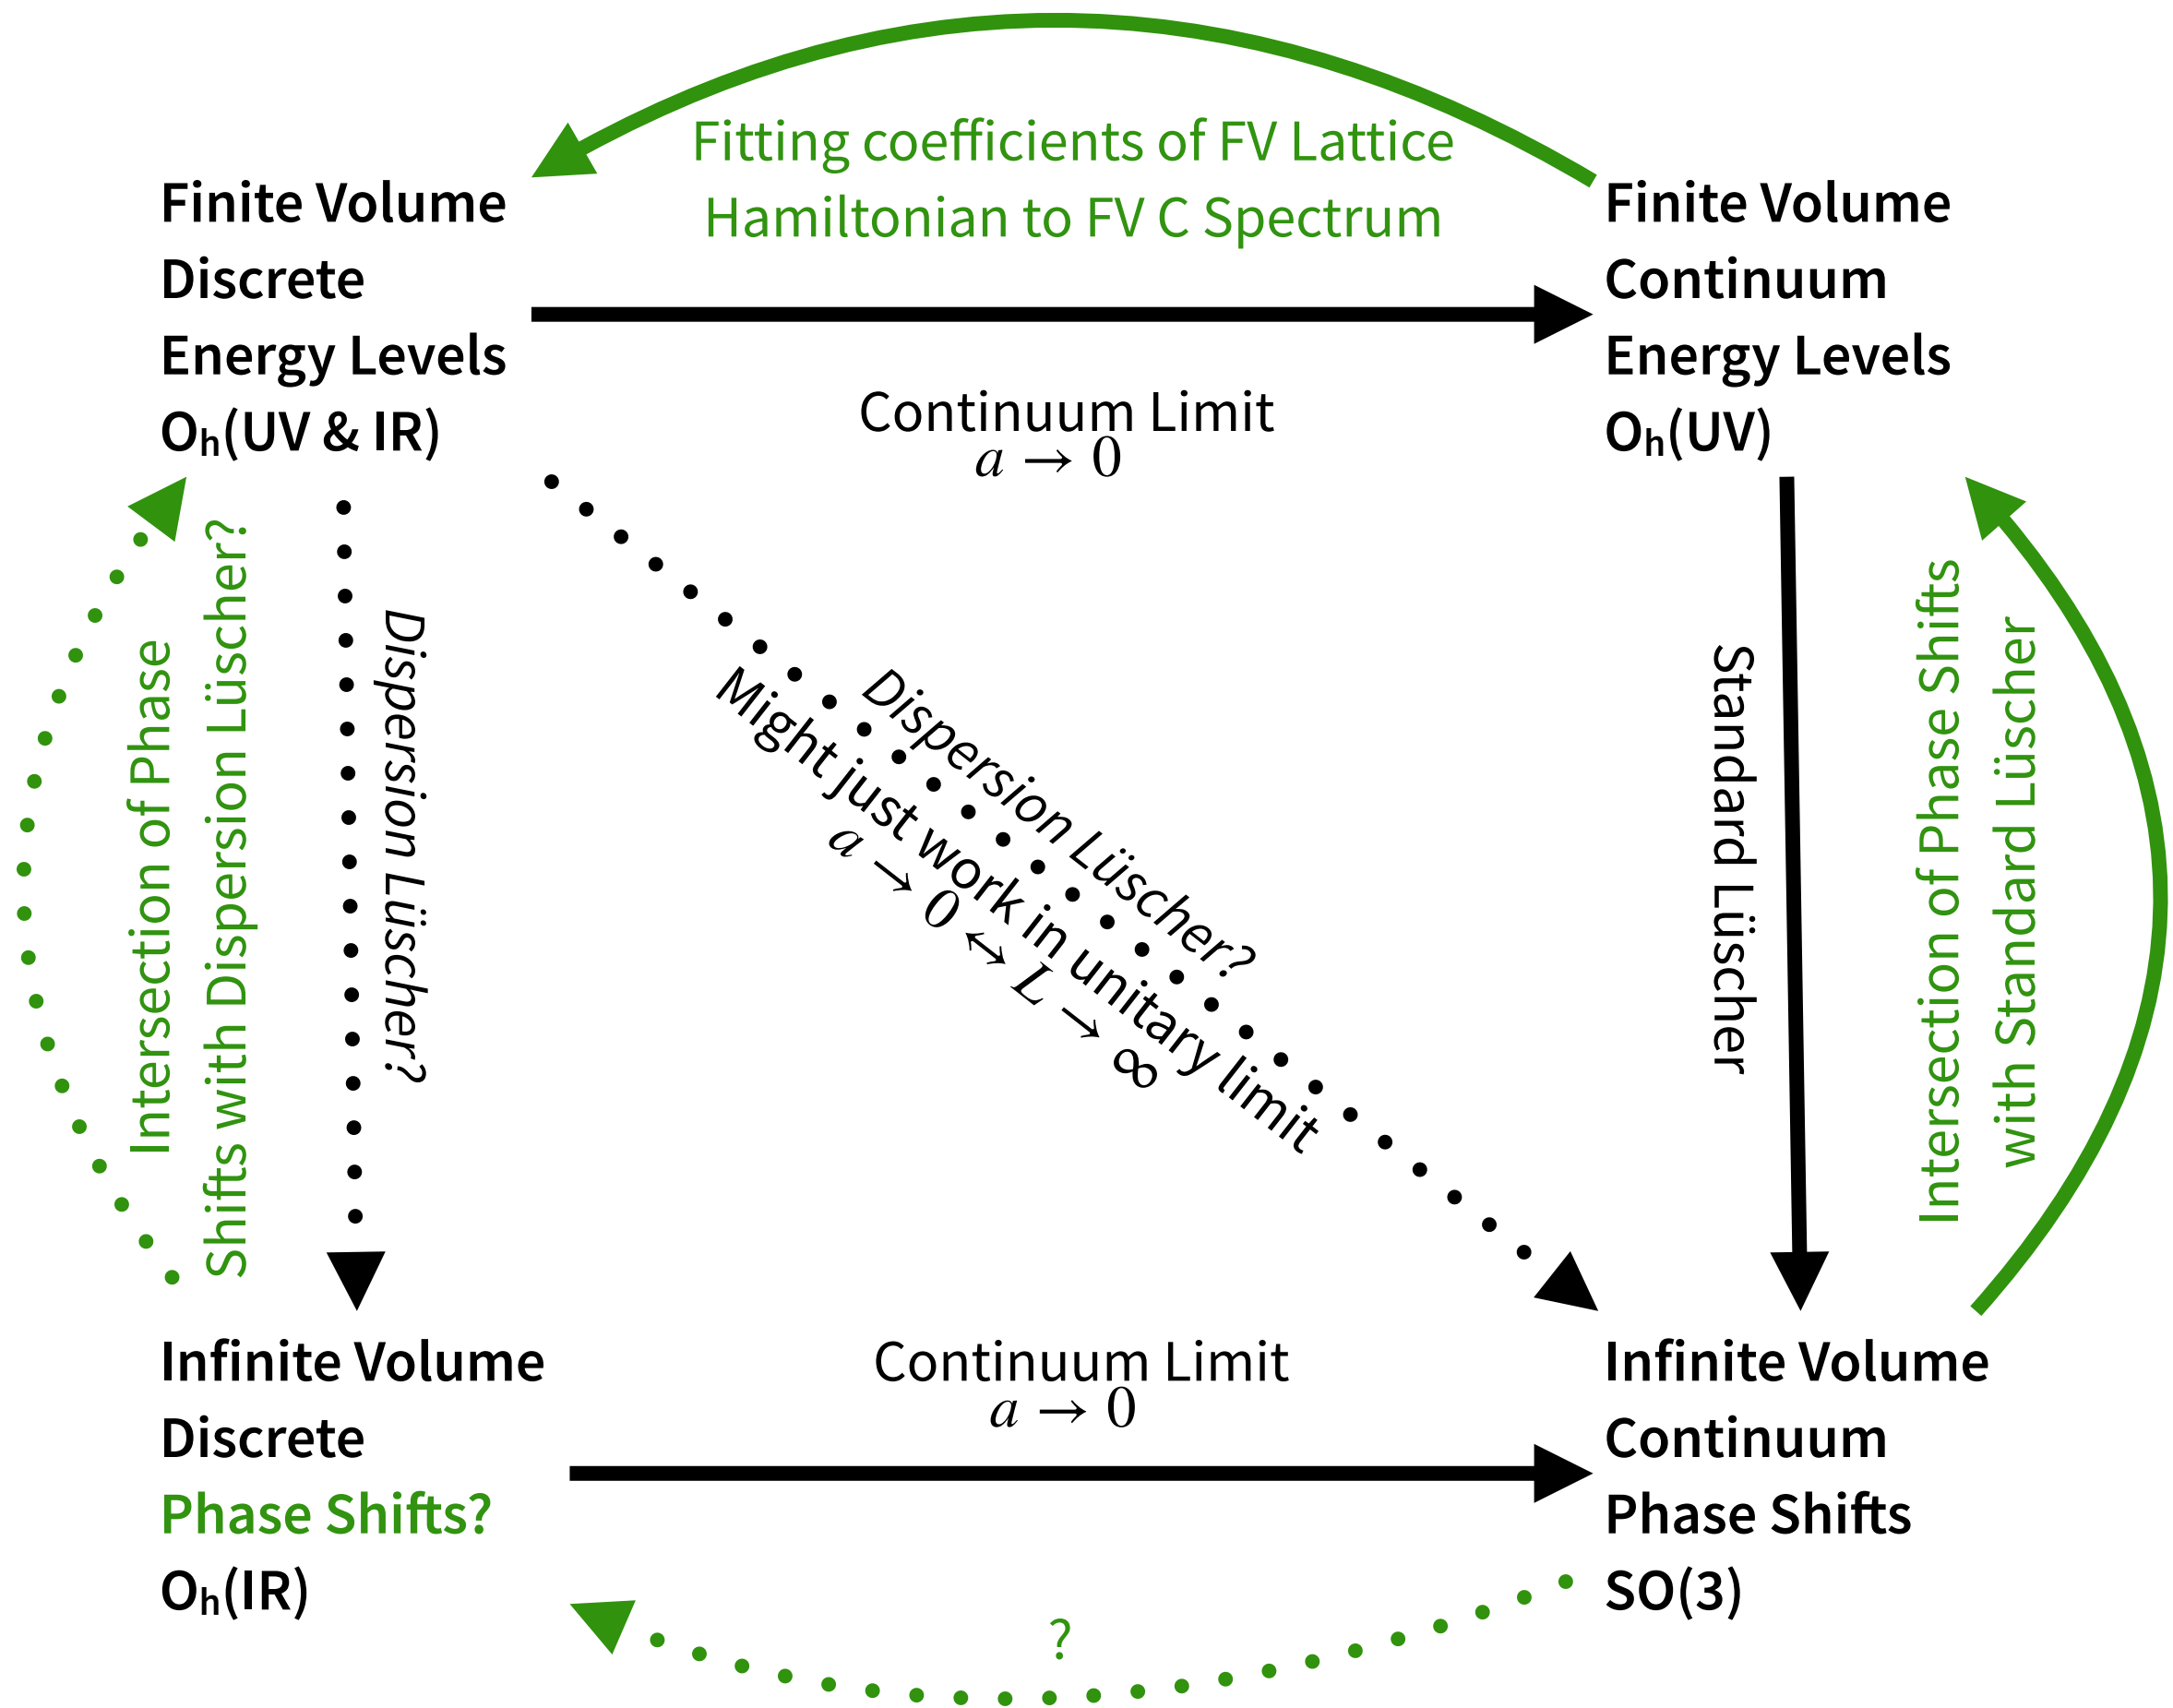 Fitting coefficients of FV Lattice
Hamiltonian to FV C Spectrum
Finite Volume
Discrete
Energy Levels
Oₕ(UV & IR)
Finite Volume
Continuum
Energy Levels
Oₕ(UV)
Continuum Limit
a → 0
Intersection of Phase
Shifts with Dispersion Lüscher?
Dispersion Lüscher?
Dispersion Lüscher?
Might just work in unitary limit
a → 0 ↔ L → ∞
Standard Lüscher
Intersection of Phase Shifts
with Standard Lüscher
Infinite Volume
Discrete
Phase Shifts?
Oₕ(IR)
Continuum Limit
a → 0
Infinite Volume
Continuum
Phase Shifts
SO(3)
?